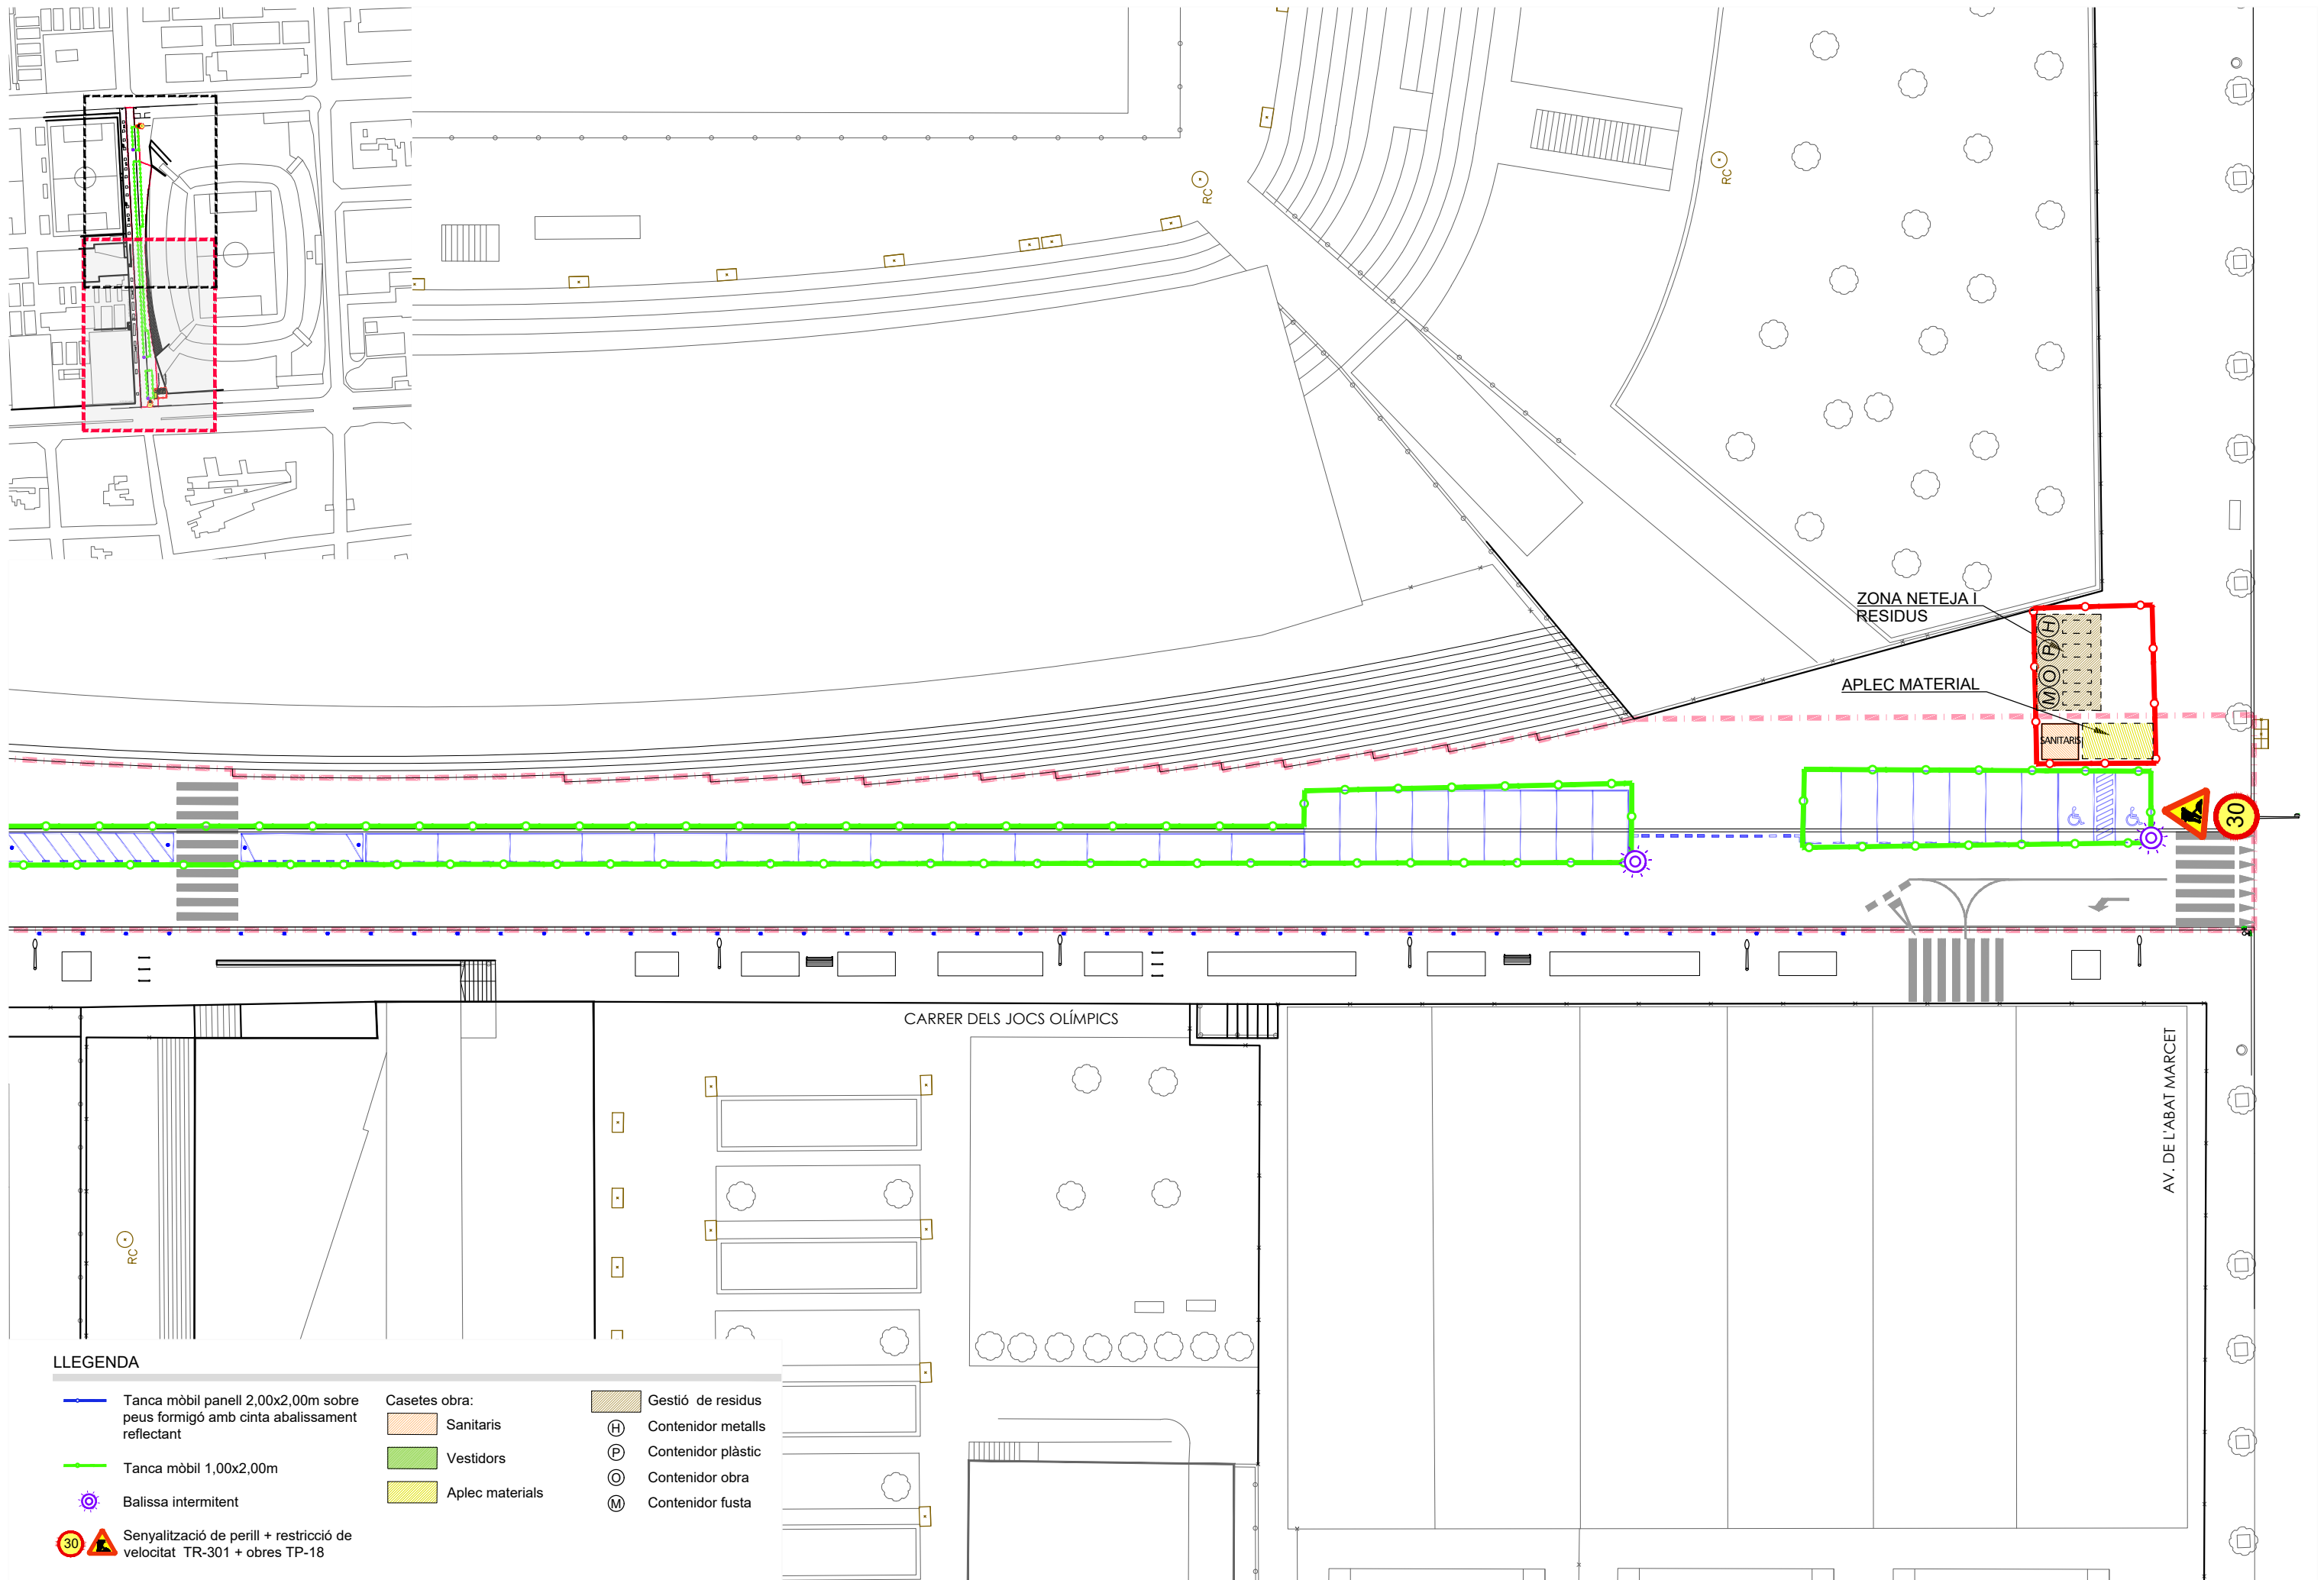 RC
RC
ZONA NETEJA I
RESIDUS
H
P
O
M
APLEC MATERIAL
SANITARIS
30
CARRER DELS JOCS OLÍMPICS
AV. DE L'ABAT MARCET
RC
LLEGENDA
Tanca mòbil panell 2,00x2,00m sobre
peus formigó amb cinta abalissament
reflectant
Tanca mòbil 1,00x2,00m
Balissa intermitent
30
Senyalització de perill + restricció de
velocitat TR-301 + obres TP-18
Casetes obra:
Sanitaris
Vestidors
Aplec materials
Gestió de residus
H Contenidor metalls
P Contenidor plàstic
O Contenidor obra
M Contenidor fusta